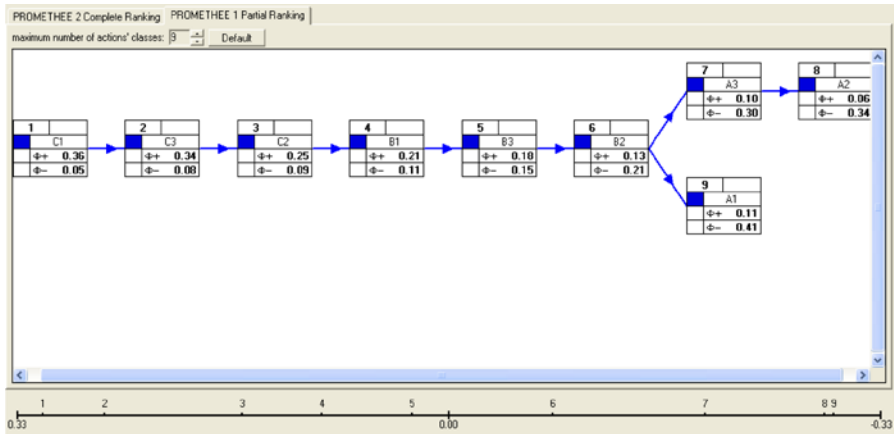 PROMETHEE 2 Complete Ranking PROMETHEE 1 Partial Ranking
maximum number of actions' classes: 9 Default
7 8
A3 A2
Φ+ 0.10 Φ+ 0.06
Φ− 0.30 Φ− 0.34
1 2 3 4 5 6
C1 C3 C2 B1 B3 B2
Φ+ 0.36 Φ+ 0.34 Φ+ 0.25 Φ+ 0.21 Φ+ 0.18 Φ+ 0.13
Φ− 0.05 Φ− 0.08 Φ− 0.09 Φ− 0.11 Φ− 0.15 Φ− 0.21
9
A1
Φ+ 0.11
Φ− 0.41
1 2 3 4 5 6 7 8 9
0.33 0.00 -0.33